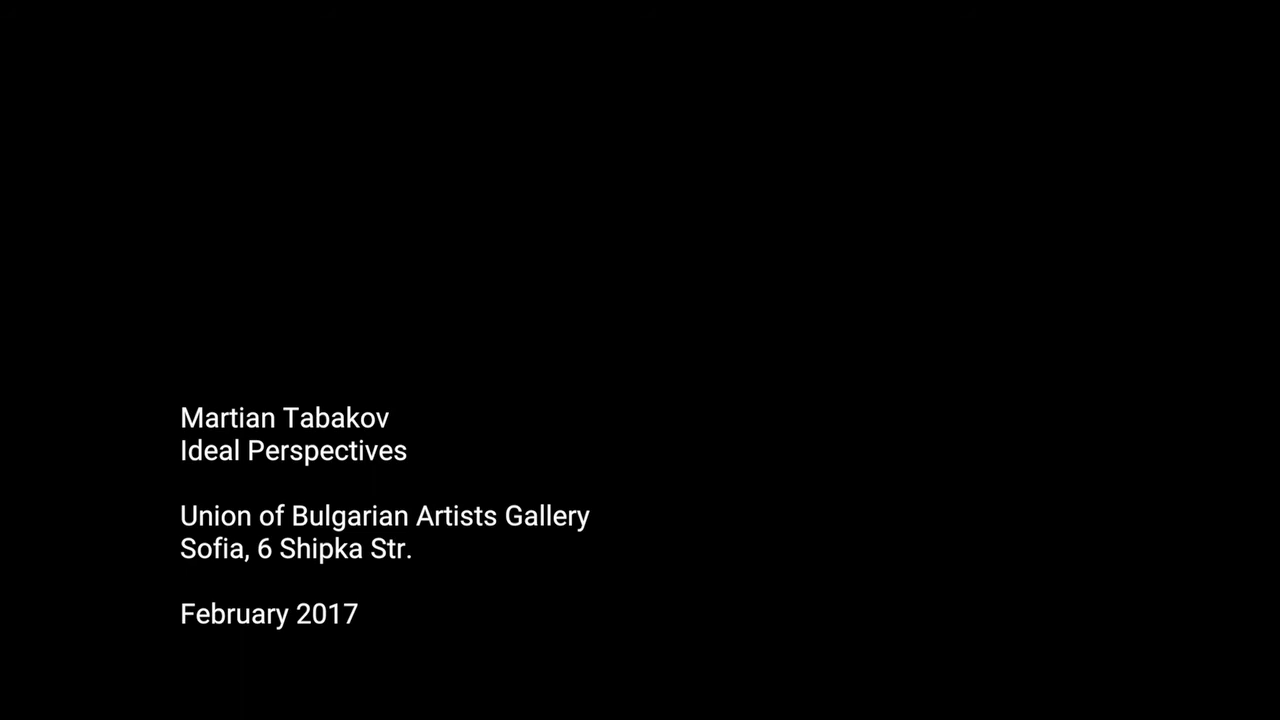 Martian Tabakov
Ideal Perspectives
Union of Bulgarian Artists Gallery
Sofia, 6 Shipka Str.
February 2017